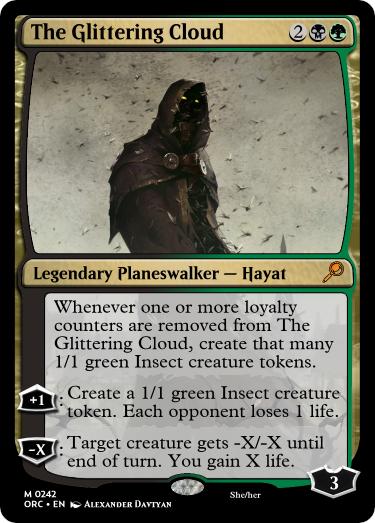 The Glittering Cloud 2
Legendary Planeswalker — Hayat
Whenever one or more loyalty
counters are removed from The
Glittering Cloud, create that many
1/1 green Insect creature tokens.
+1: Create a 1/1 green Insect creature
token. Each opponent loses 1 life.
-X: Target creature gets -X/-X until
end of turn. You gain X life.
3
M 0242
ORC • EN Alexander Davtyan
She/her